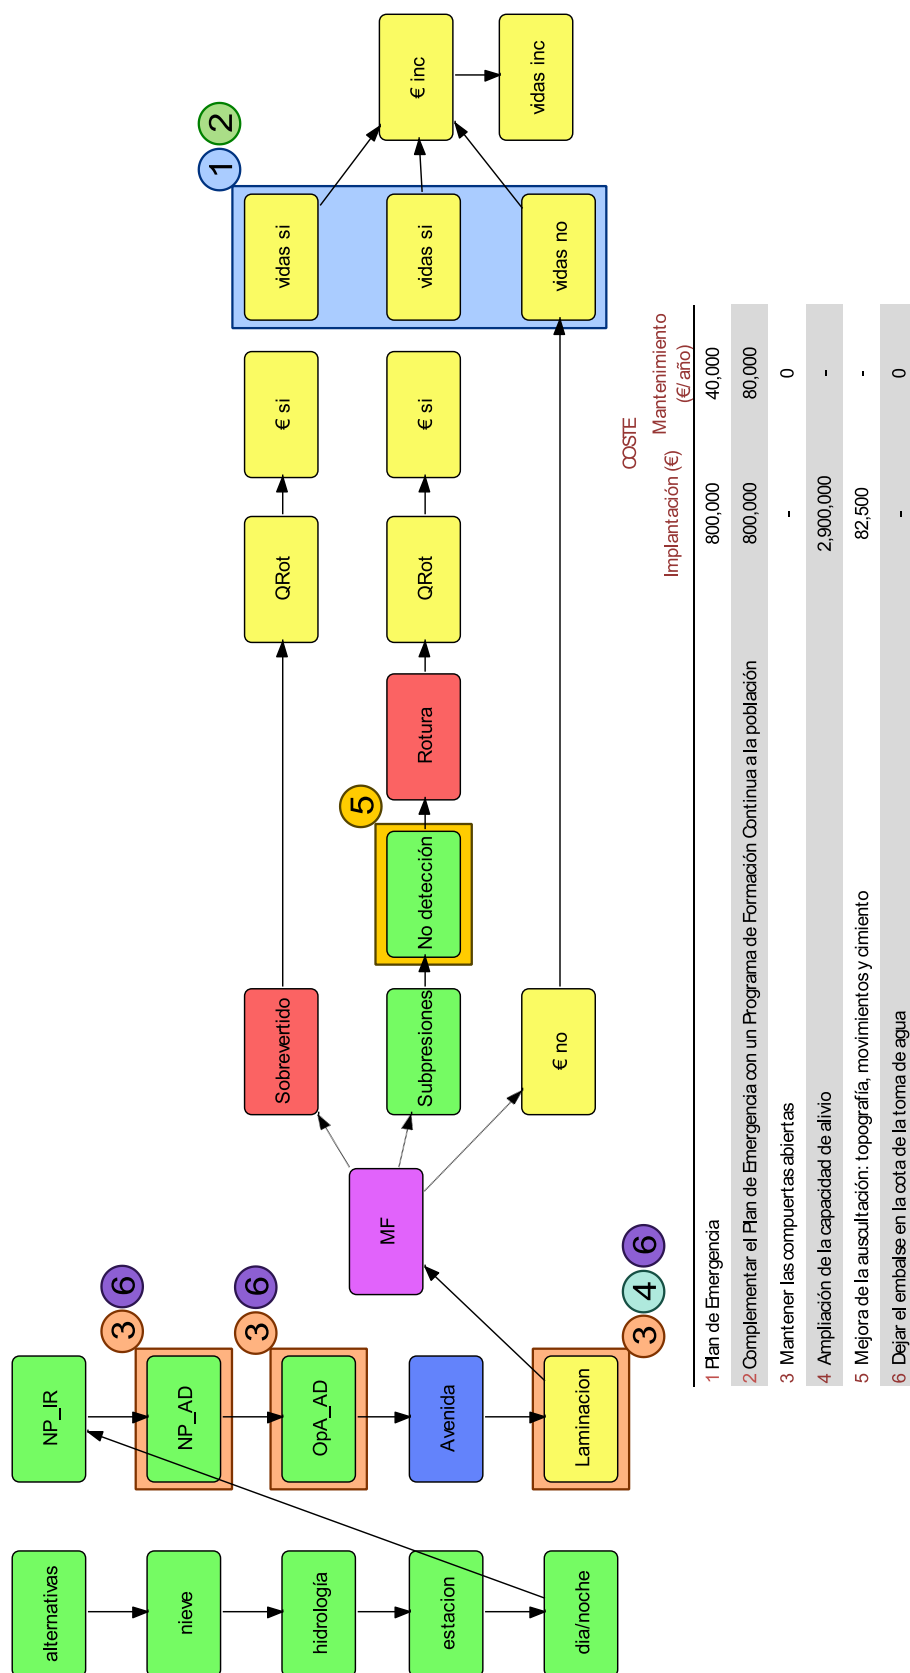 alternativas
nieve
hidrología
estacion
dia/noche
NP_IR
NP_AD
3 6
OpA_AD
3 6
Avenida
Laminacion
3 4 6
MF
Sobrevertido
Subpresiones
€ no
No detección
5
Rotura
QRot
QRot
€ si
€ si
1 2
vidas si
vidas si
vidas no
€ inc
vidas inc
COSTE
Implantación (€) Mantenimiento
(€/año)
1 Plan de Emergencia 800,000 40,000
2 Complementar el Plan de Emergencia con un Programa de Formación Continua a la población 800,000 80,000
3 Mantener las compuertas abiertas - 0
4 Ampliación de la capacidad de alivio 2,900,000 -
5 Mejora de la auscultación: topografía, movimientos y cimiento 82,500 -
6 Dejar el embalse en la cota de la toma de agua - 0